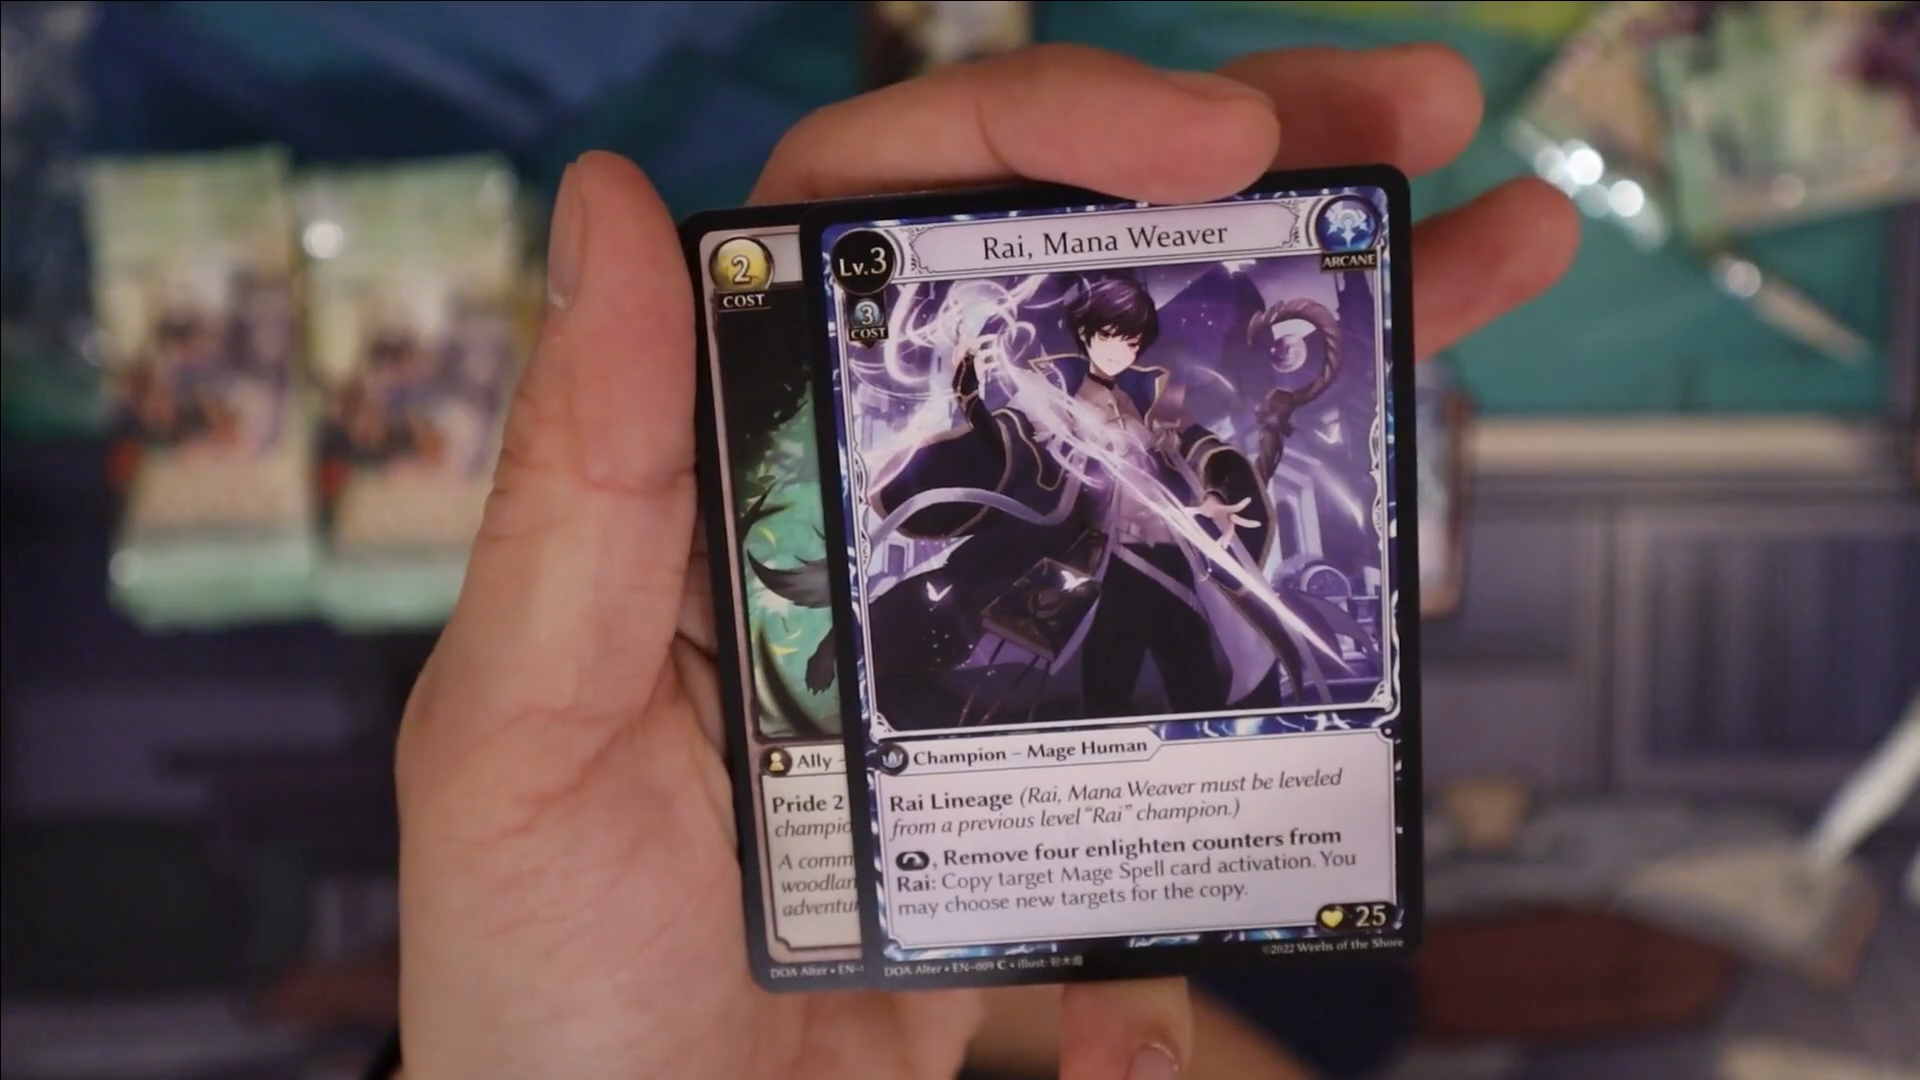 2
COST
Ally –
Pride 2
champio
A comm
woodlan
adventu
DOA Alter • EN-
Lv.3
Rai, Mana Weaver
ARCANE
3
COST
Champion – Mage Human
Rai Lineage (Rai, Mana Weaver must be leveled
from a previous level “Rai” champion.)
, Remove four enlighten counters from
Rai: Copy target Mage Spell card activation. You
may choose new targets for the copy.
25
©2022 Weebs of the Shore
DOA Alter • EN-009 C • illust: